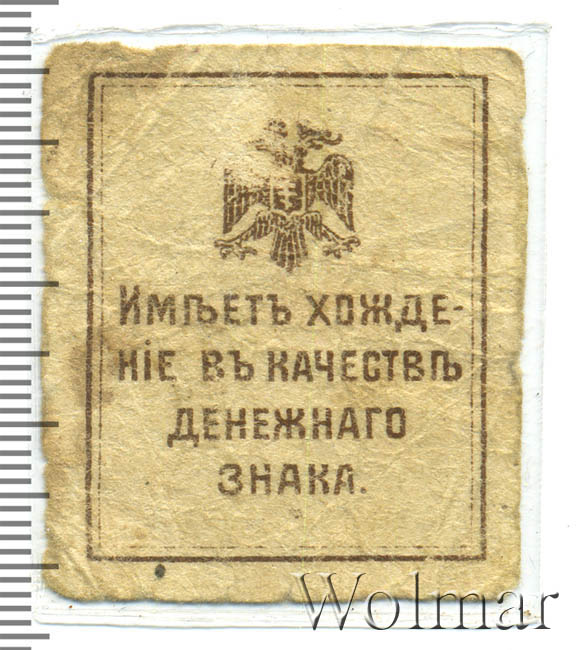 Имѣетъ хожде-
ніе въ качествѣ
денежнаго
знака.
Wolmar